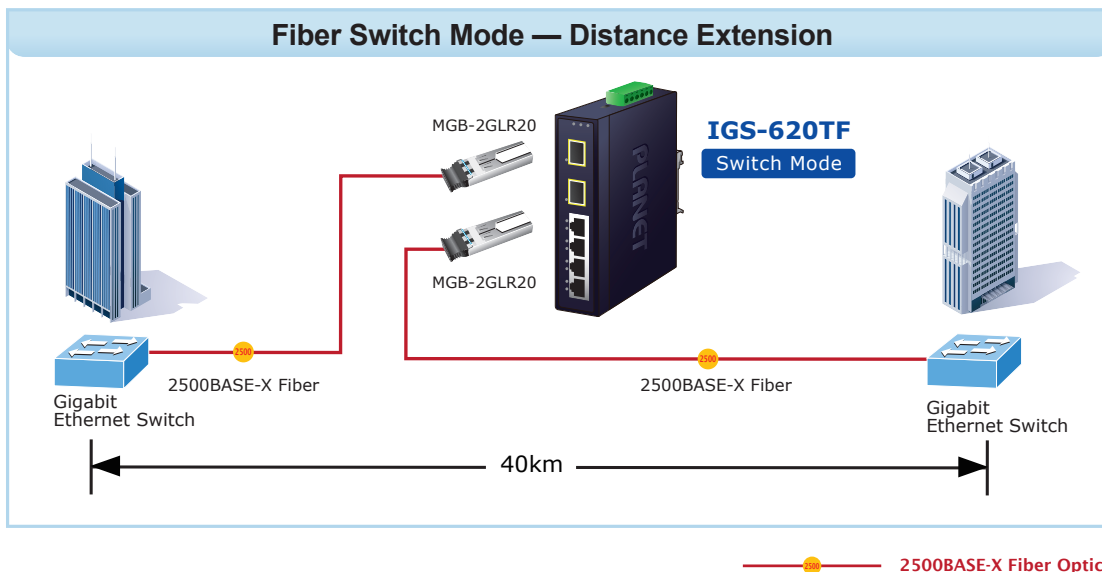 Fiber Switch Mode — Distance Extension
MGB-2GLR20
IGS-620TF
Switch Mode
PLANET
MGB-2GLR20
2500
2500
2500BASE-X Fiber
2500BASE-X Fiber
Gigabit
Ethernet Switch
Gigabit
Ethernet Switch
40km
2500
2500BASE-X Fiber Optic